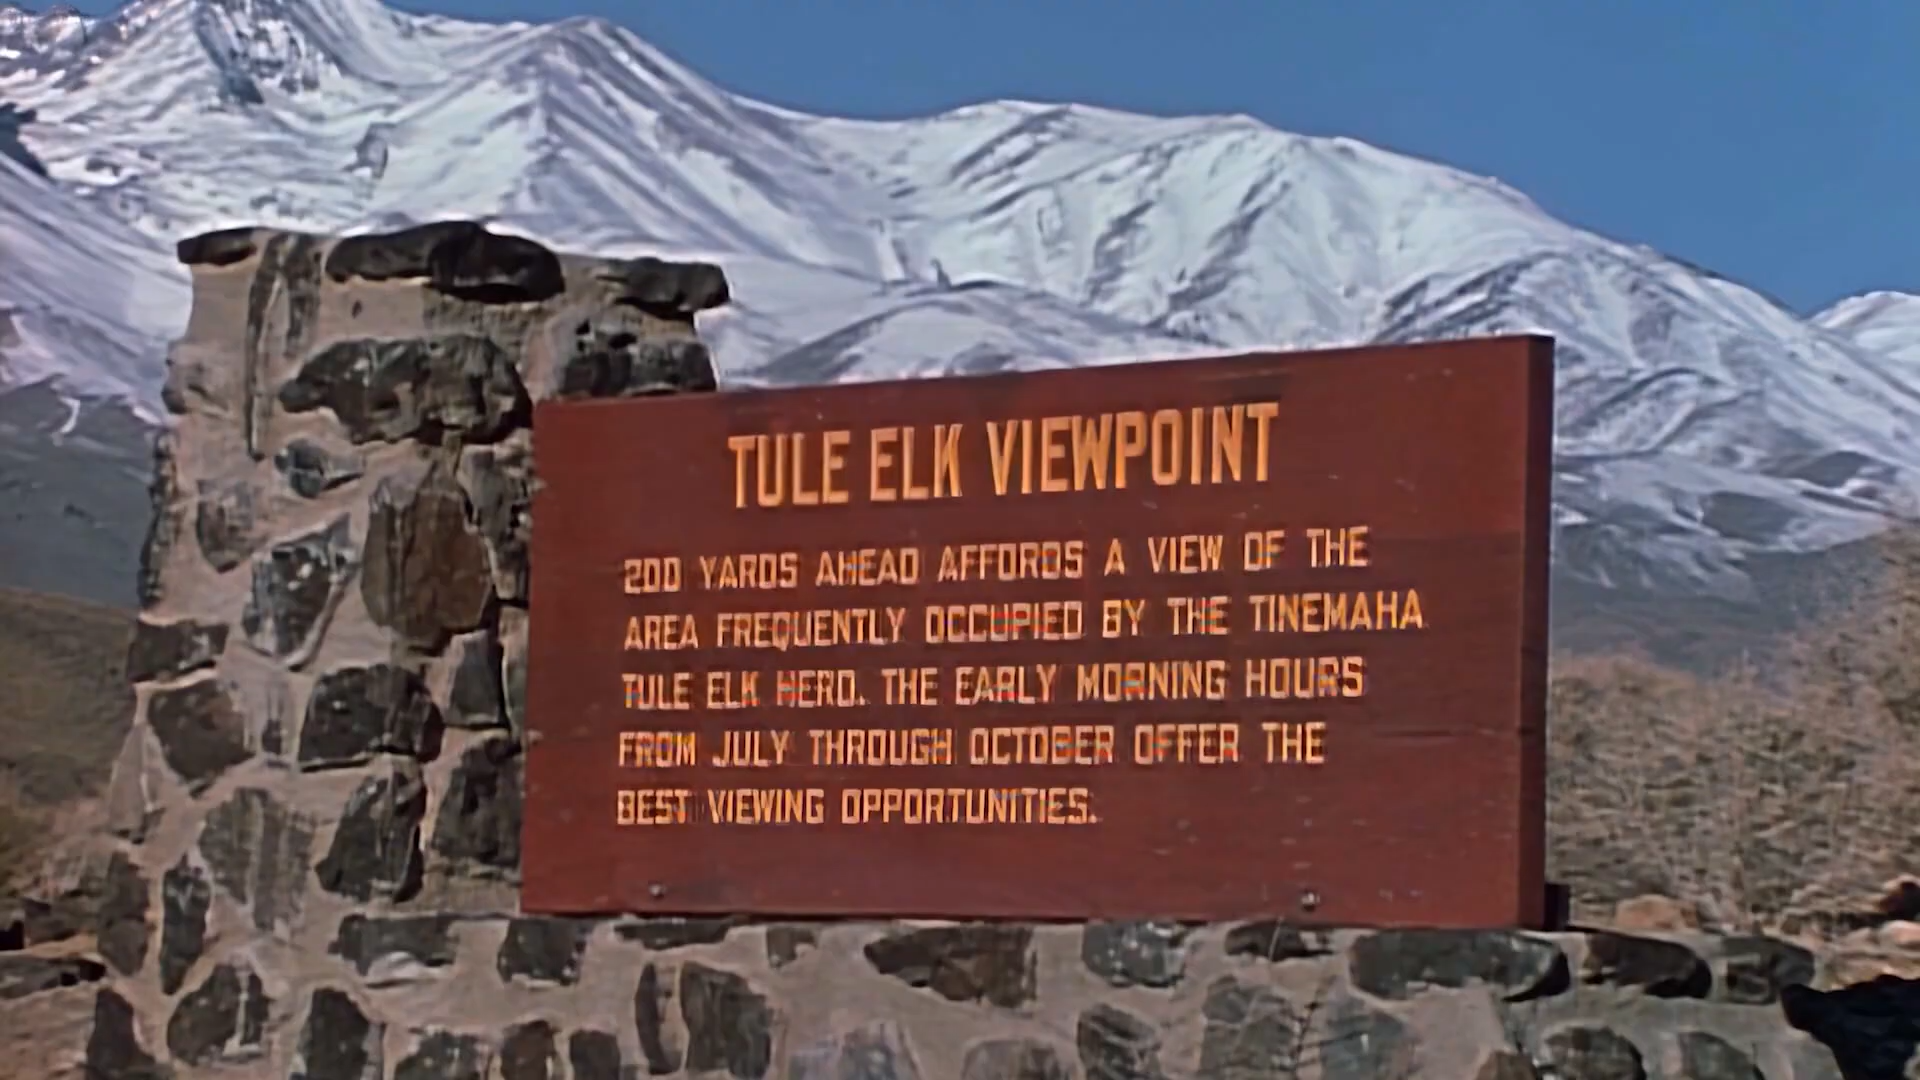 TULE ELK VIEWPOINT
200 YARDS AHEAD AFFORDS A VIEW OF THE
AREA FREQUENTLY OCCUPIED BY THE TINEMAHA
TULE ELK HERD. THE EARLY MORNING HOURS
FROM JULY THROUGH OCTOBER OFFER THE
BEST VIEWING OPPORTUNITIES.